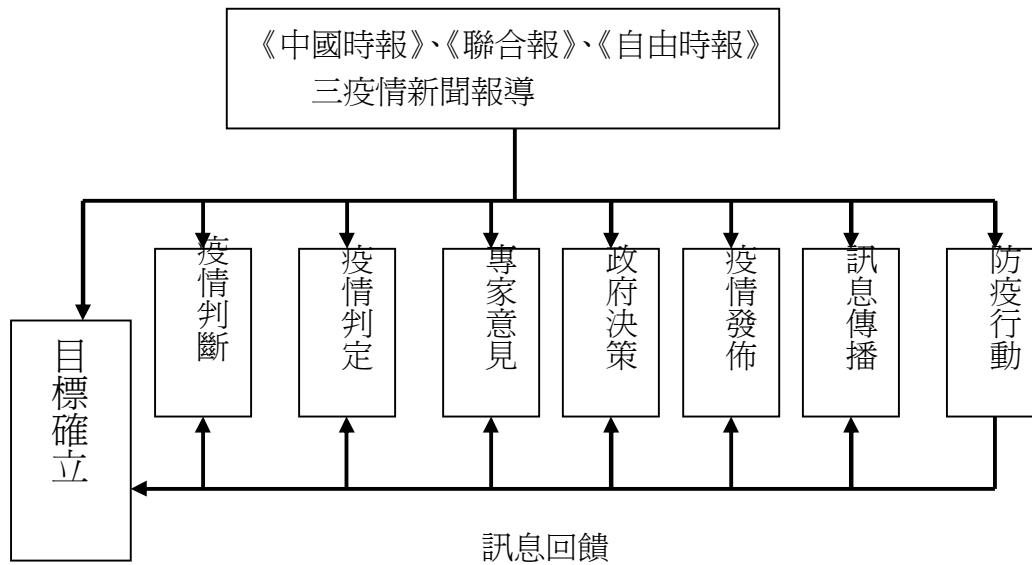 《中國時報》、《聯合報》、《自由時報》
三疫情新聞報導
目標確立
疫情判斷
疫情判定
專家意見
政府決策
疫情發佈
訊息傳播
防疫行動
訊息回饋